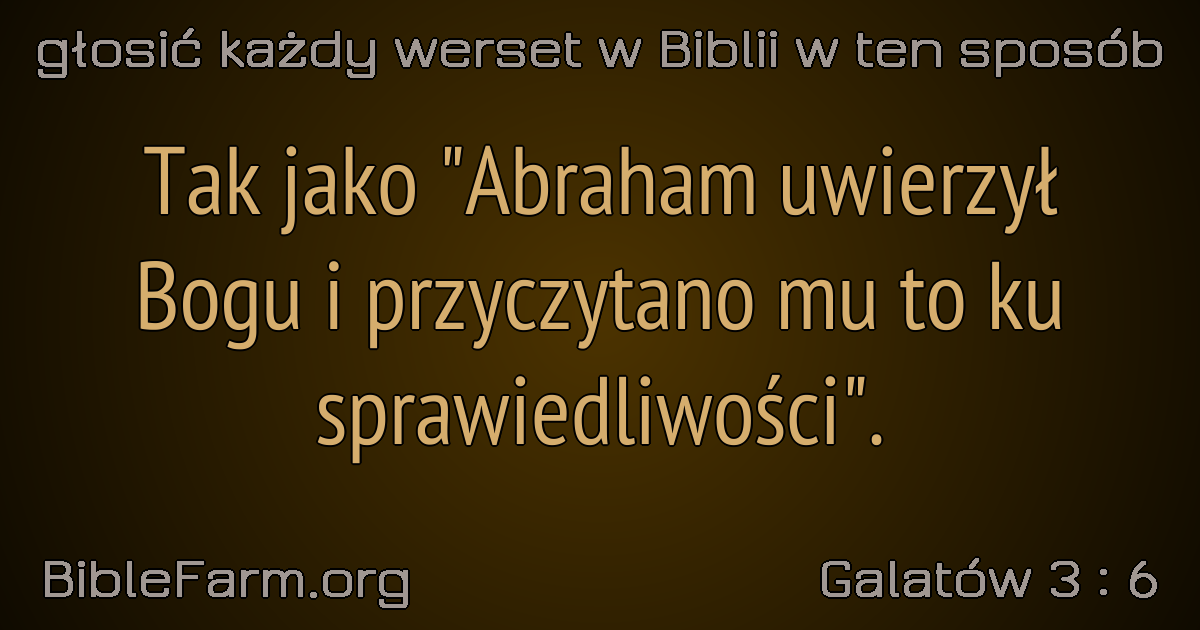 głosić każdy werset w Biblii w ten sposób
Tak jako "Abraham uwierzył
Bogu i przyczytano mu to ku
sprawiedliwości".
BibleFarm.org
Galatów 3 : 6